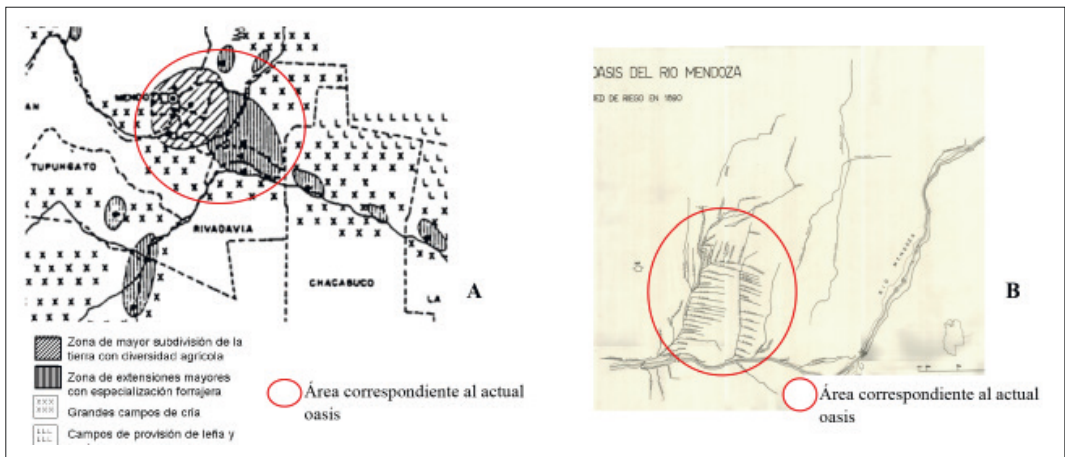 AN
MENDOZA
TUPUNGATO
RIVADAVIA
CHACABUCO
LA
A
Zona de mayor subdivisión de la
tierra con diversidad agrícola
Zona de extensiones mayores
con especialización forrajera
Grandes campos de cría
Campos de provisión de leña y
Área correspondiente al actual
oasis
OASIS DEL RIO MENDOZA
RED DE RIEGO EN 1890
RIO MENDOZA
B
Área correspondiente al actual
oasis